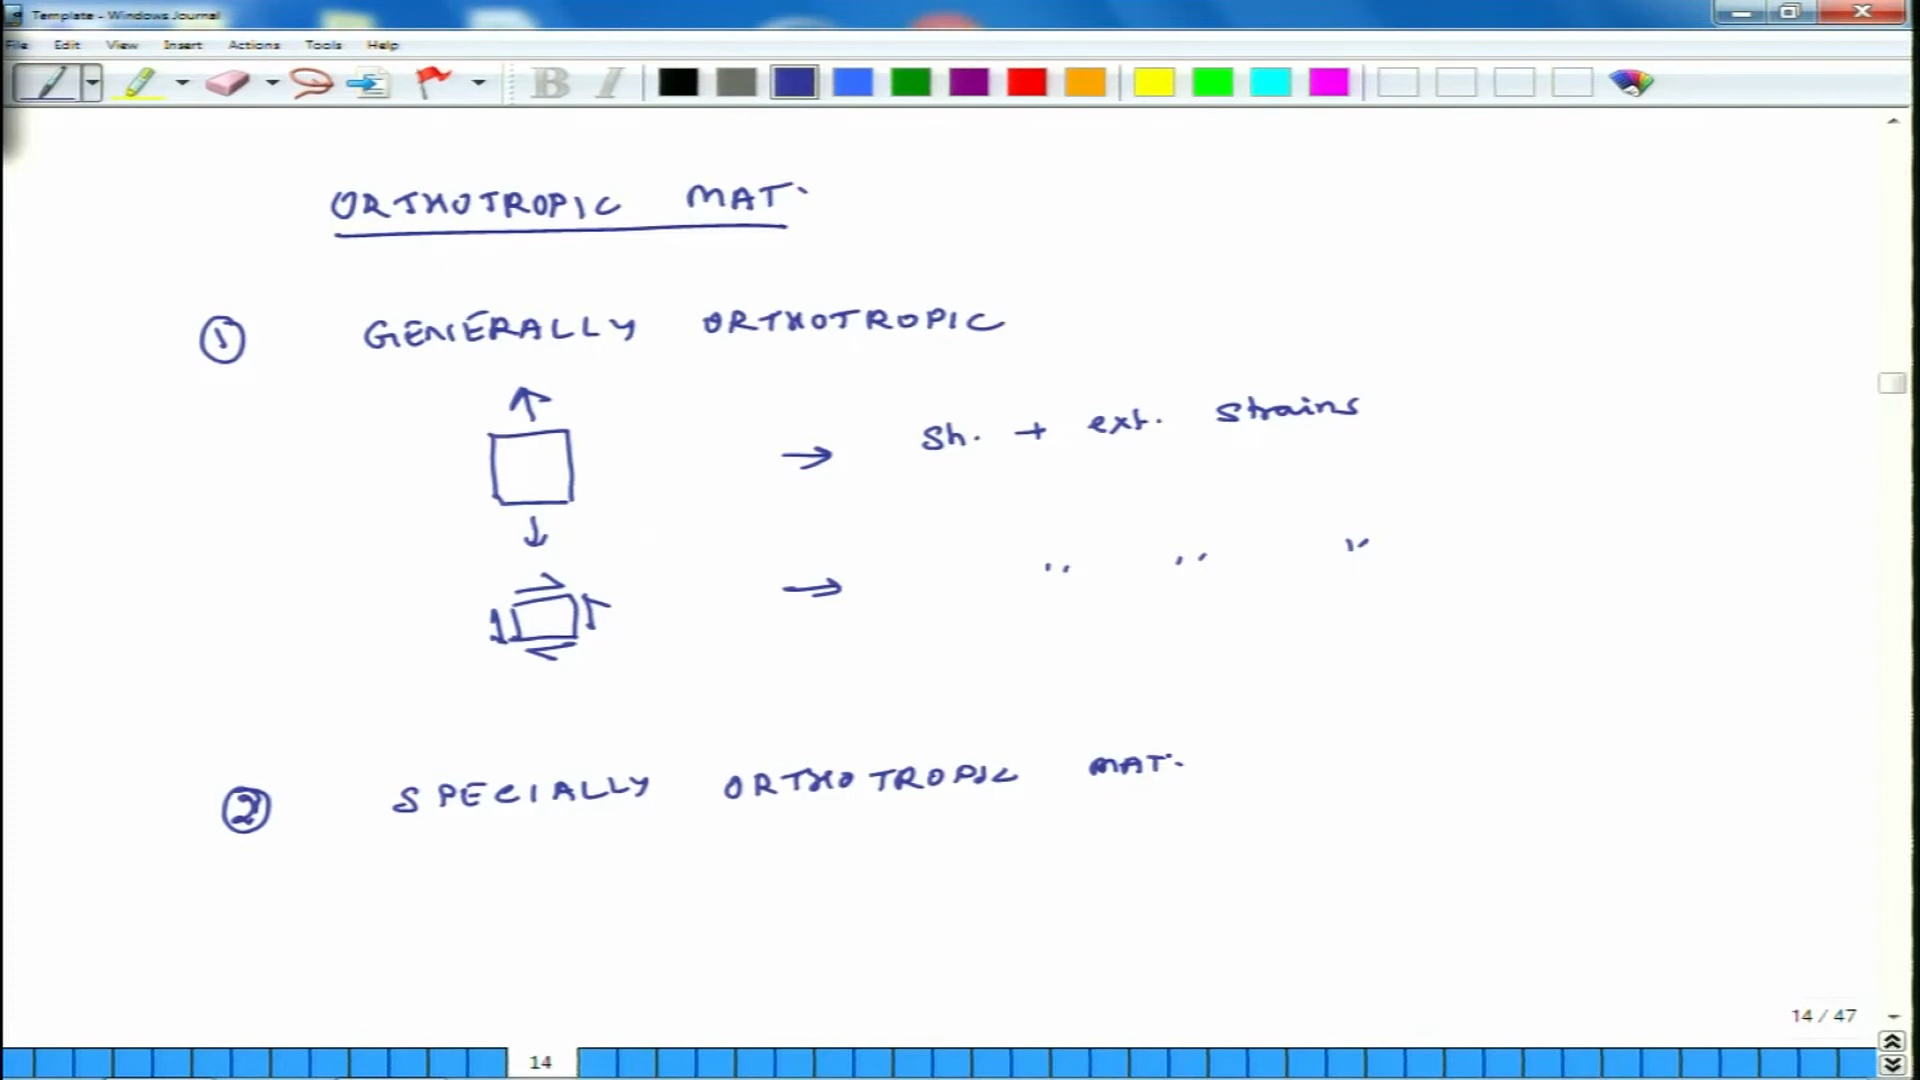 Template - Windows Journal
File Edit View Insert Actions Tools Help
B I
ORTHOTROPIC MAT.
① GENERALLY ORTHOTROPIC
→ Sh. + ext. strains
→ " " "
② SPECIALLY ORTHOTROPIC MAT.
14 / 47
14